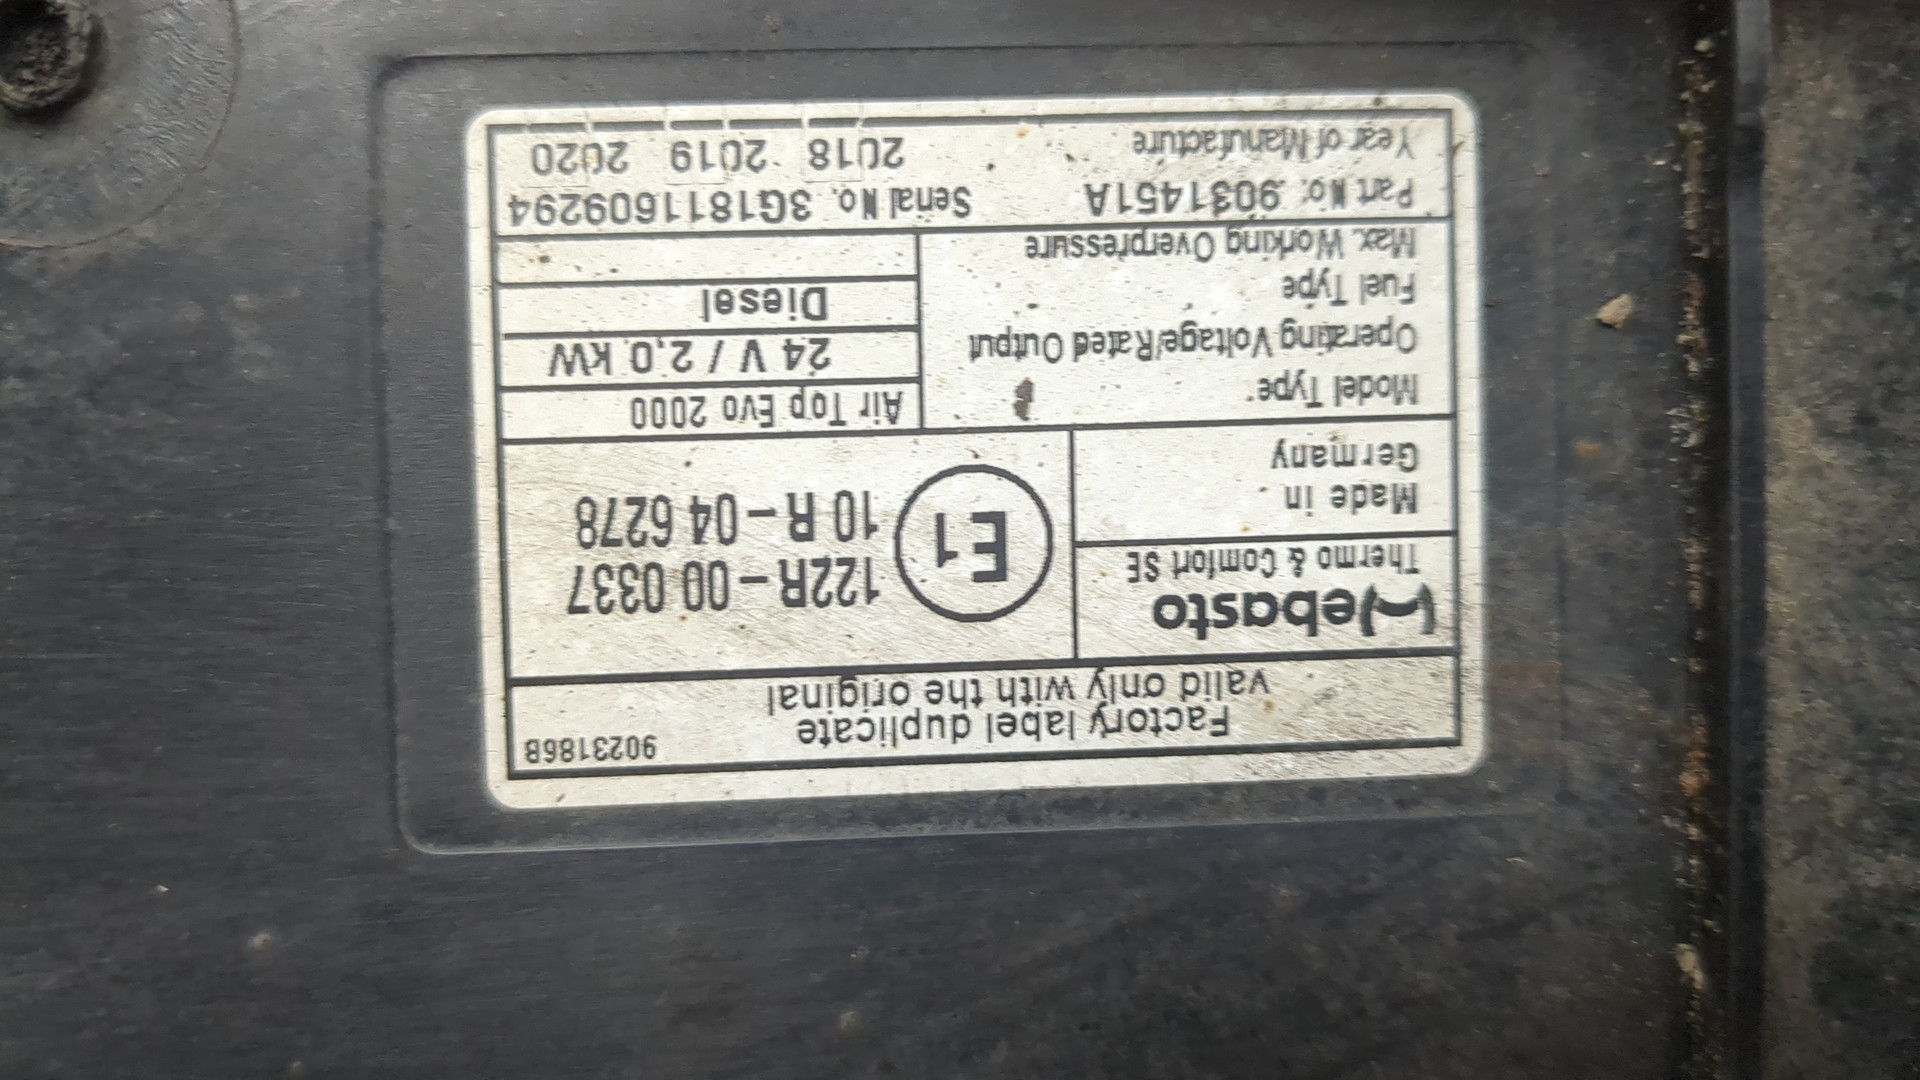 Factory label duplicate
valid only with the original
9023186B
Webasto
Thermo & Comfort SE
Made in
Germany
E1
122R-00 0337
10 R-04 6278
Model Type
Air Top Evo 2000
Operating Voltage/Rated Output
24 V / 2,0 kW
Fuel Type
Diesel
Max. Working Overpressure
Part No. 9031451A
Serial No. 3G181160929​4
Year of Manufacture
2018 2019 2020